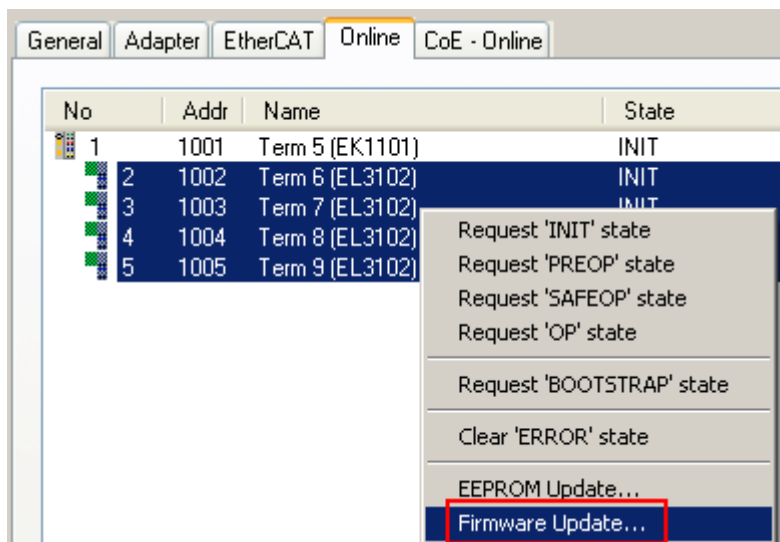 General Adapter EtherCAT Online CoE - Online
No Addr Name State
1 1001 Term 5 (EK1101) INIT
2 1002 Term 6 (EL3102) INIT
3 1003 Term 7 (EL3102) INIT
4 1004 Term 8 (EL3102)
5 1005 Term 9 (EL3102)
Request 'INIT' state
Request 'PREOP' state
Request 'SAFEOP' state
Request 'OP' state
Request 'BOOTSTRAP' state
Clear 'ERROR' state
EEPROM Update...
Firmware Update...